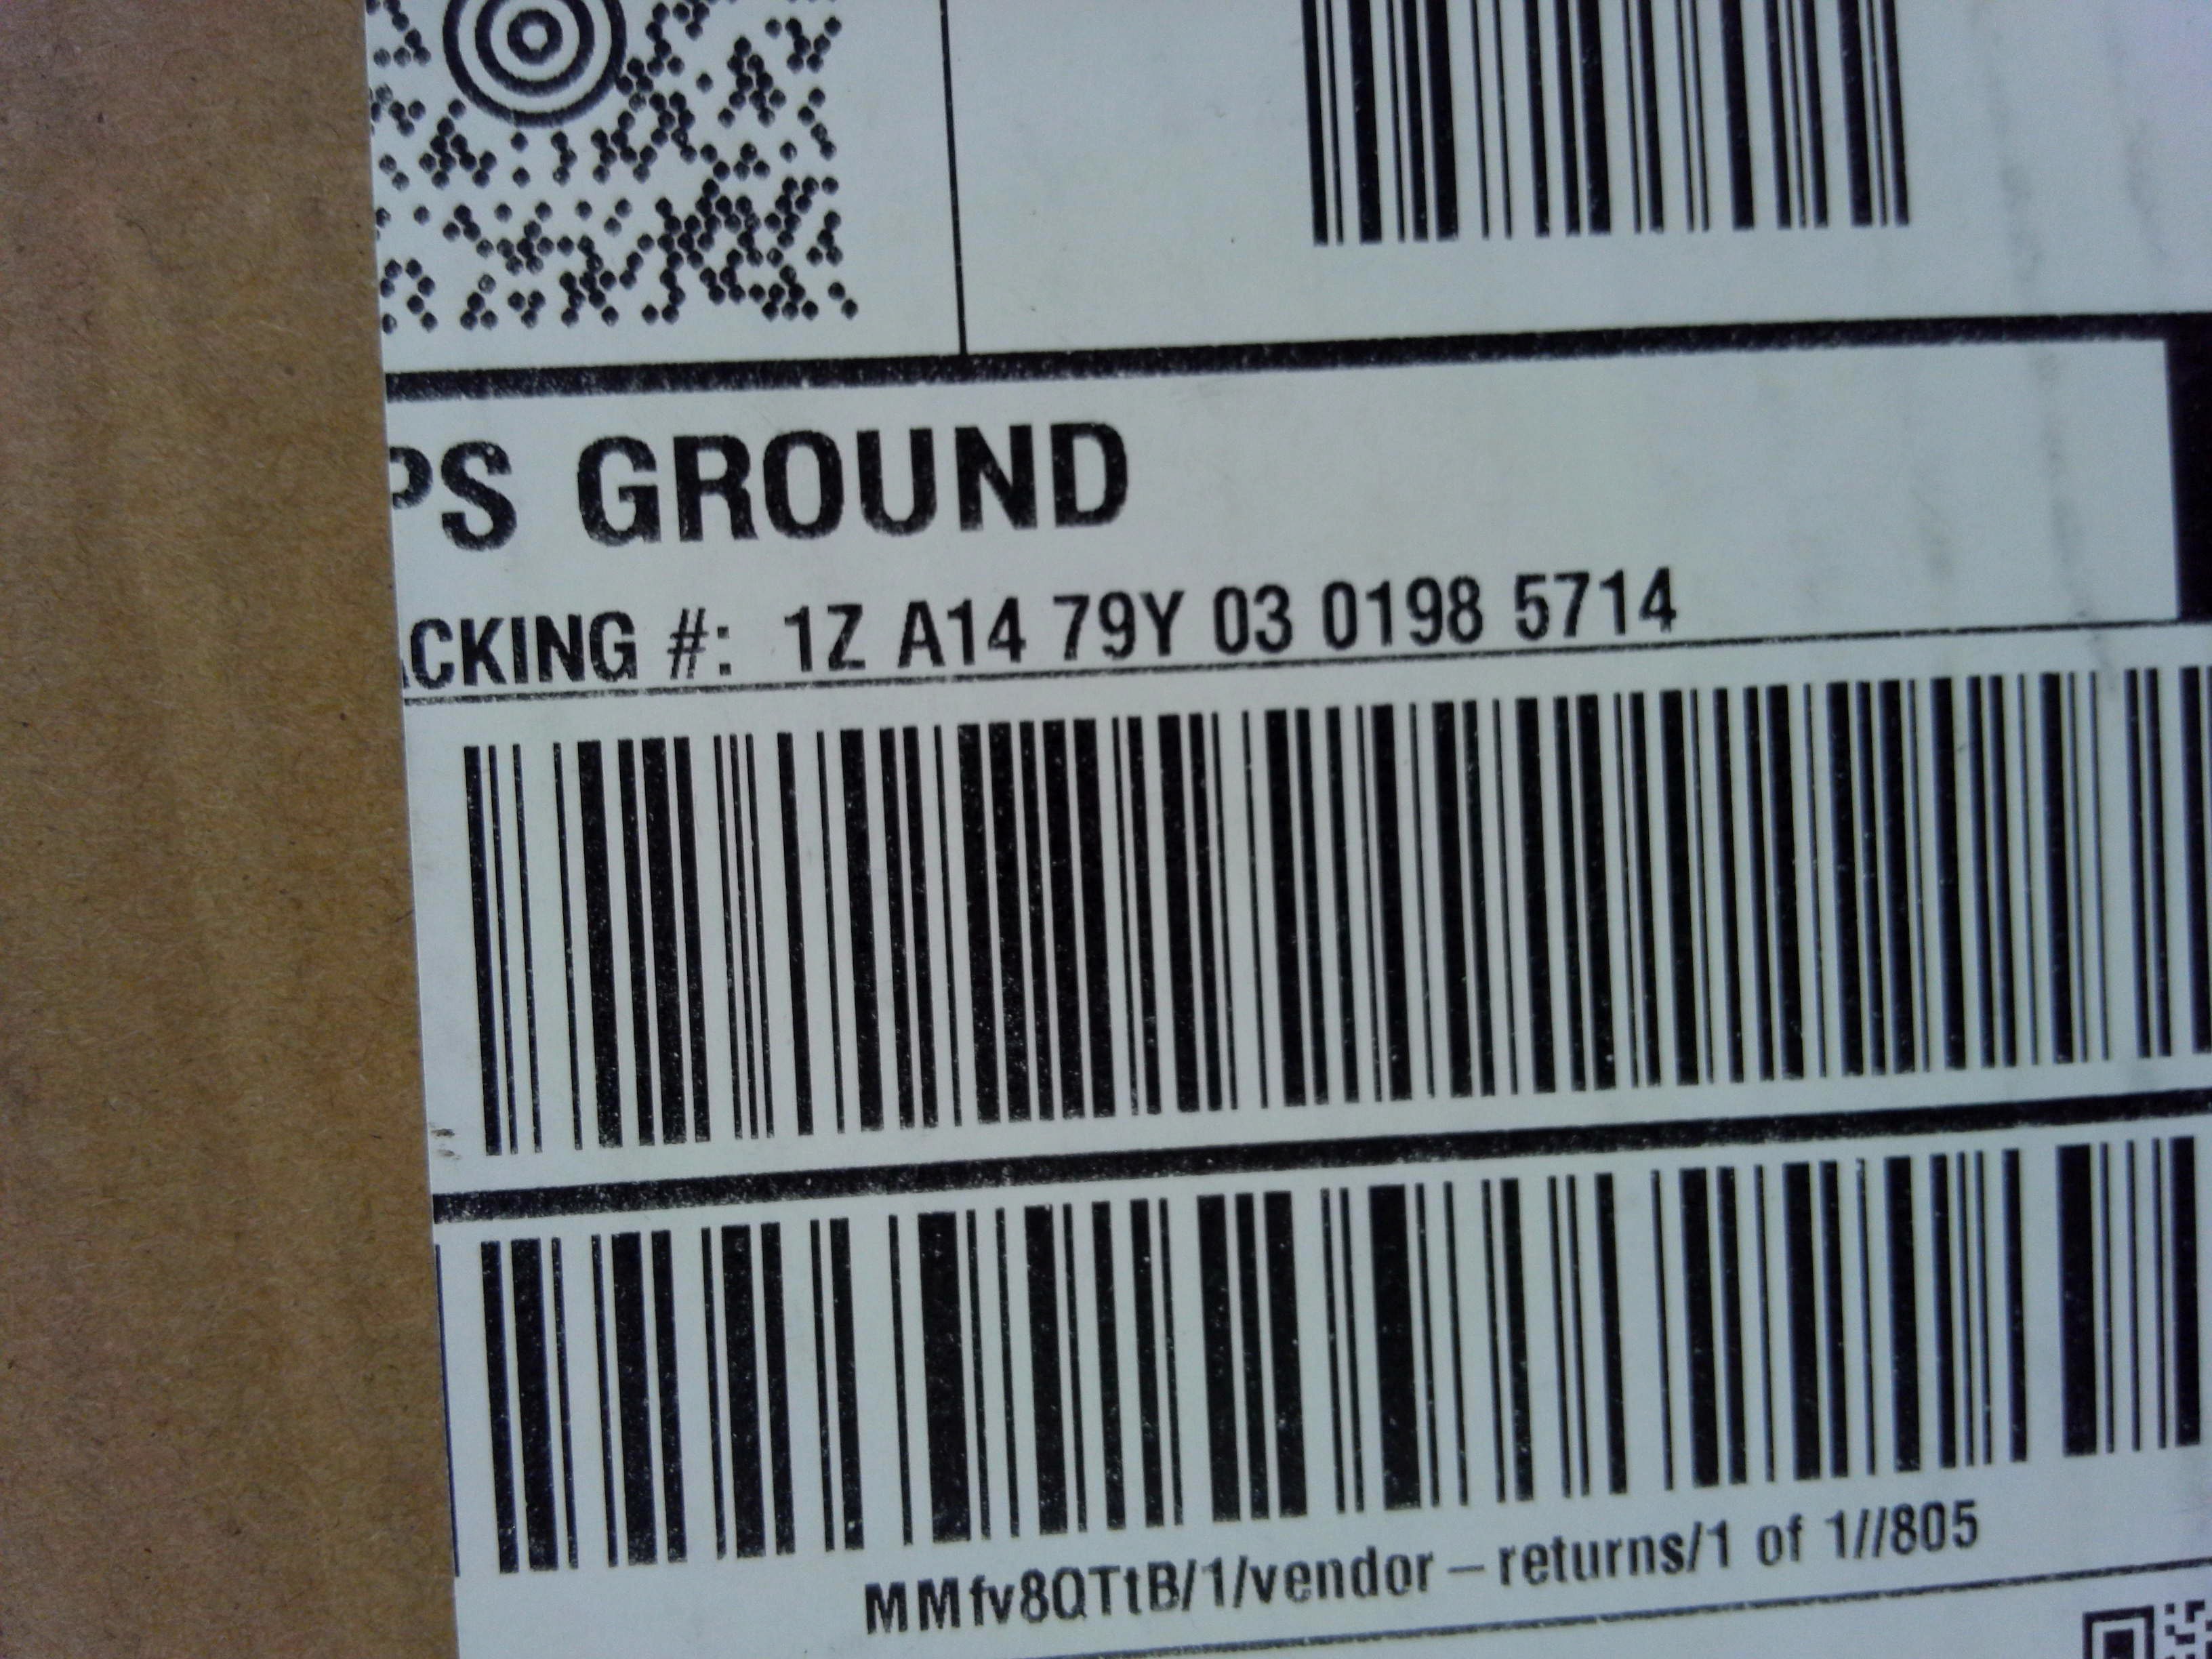 PS GROUND
ACKING #: 1Z A14 79Y 03 0198 5714
MMfv8QTtB/1/vendor-returns/1 of 1//805